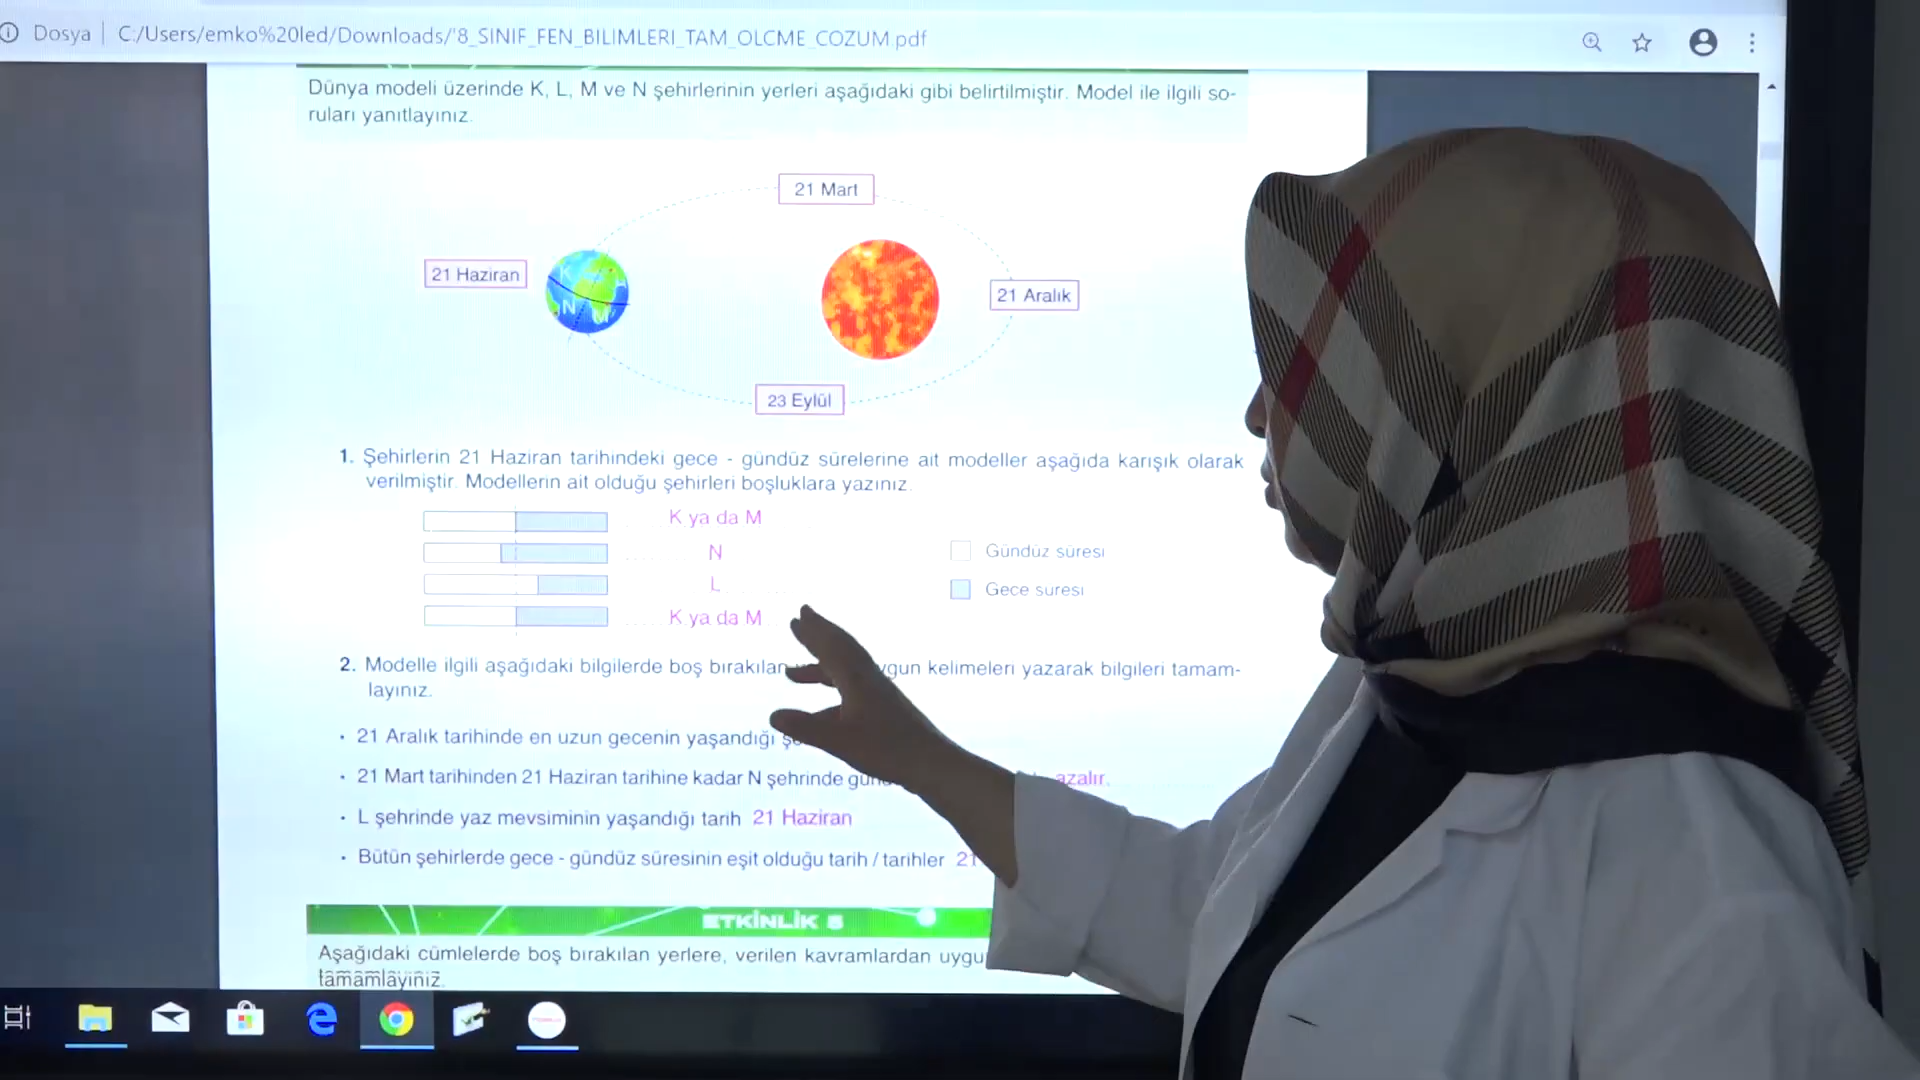 Dosya | C:/Users/emko%20led/Downloads/'8_SINIF_FEN_BILIMLERI_TAM_OLCME_COZUM.pdf
Dünya modeli üzerinde K, L, M ve N şehirlerinin yerleri aşağıdaki gibi belirtilmiştir. Model ile ilgili so-
ruları yanıtlayınız.
21 Mart
21 Haziran
K
N
M
21 Aralık
23 Eylül
1. Şehirlerin 21 Haziran tarihindeki gece - gündüz sürelerine ait modeller aşağıda karışık olarak
verilmiştir. Modellerin ait olduğu şehirleri boşluklara yazınız.
K ya da M
N
Gündüz süresi
L
Gece süresi
K ya da M
2. Modelle ilgili aşağıdaki bilgilerde boş bırakılan kelimeleri yazarak bilgileri tamam-
layınız.
• 21 Aralık tarihinde en uzun gecenin yaşandığı
• 21 Mart tarihinden 21 Haziran tarihine kadar N şehrinde azalır.
• L şehrinde yaz mevsiminin yaşandığı tarih 21 Haziran
• Bütün şehirlerde gece - gündüz süresinin eşit olduğu tarih / tarihler 21
ETKİNLİK 5
Aşağıdaki cümlelerde boş bırakılan yerlere, verilen kavramlardan
tamamlayınız.